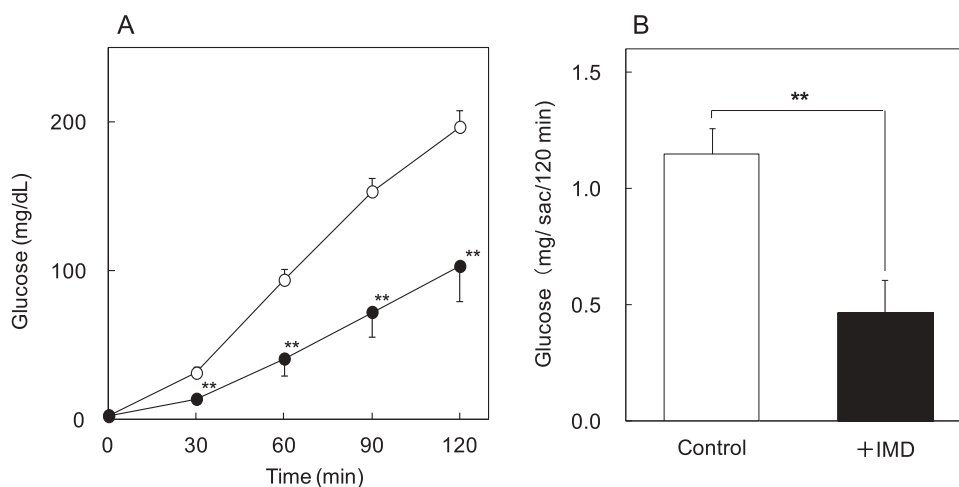 A
Glucose (mg/dL)
200
100
0
**
**
**
**
0 30 60 90 120
Time (min)
B
Glucose (mg/ sac/120 min)
1.5
1.0
0.5
0.0
**
Control +IMD